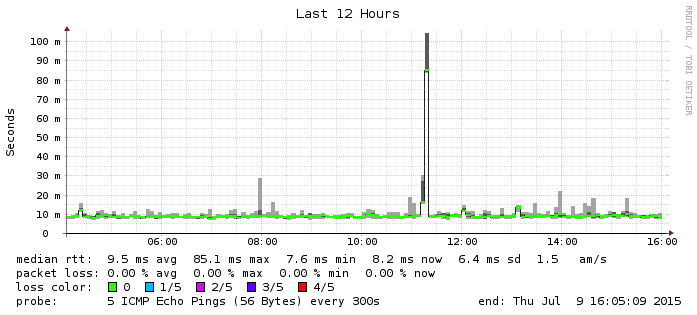 Last 12 Hours
RRDTOOL / TOBI OETIKER
Seconds
100 m
90 m
80 m
70 m
60 m
50 m
40 m
30 m
20 m
10 m
0
06:00 08:00 10:00 12:00 14:00 16:00
median rtt: 9.5 ms avg 85.1 ms max 7.6 ms min 8.2 ms now 6.4 ms sd 1.5 am/s
packet loss: 0.00 % avg 0.00 % max 0.00 % min 0.00 % now
loss color: 0 1/5 2/5 3/5 4/5
probe: 5 ICMP Echo Pings (56 Bytes) every 300s end: Thu Jul 9 16:05:09 2015